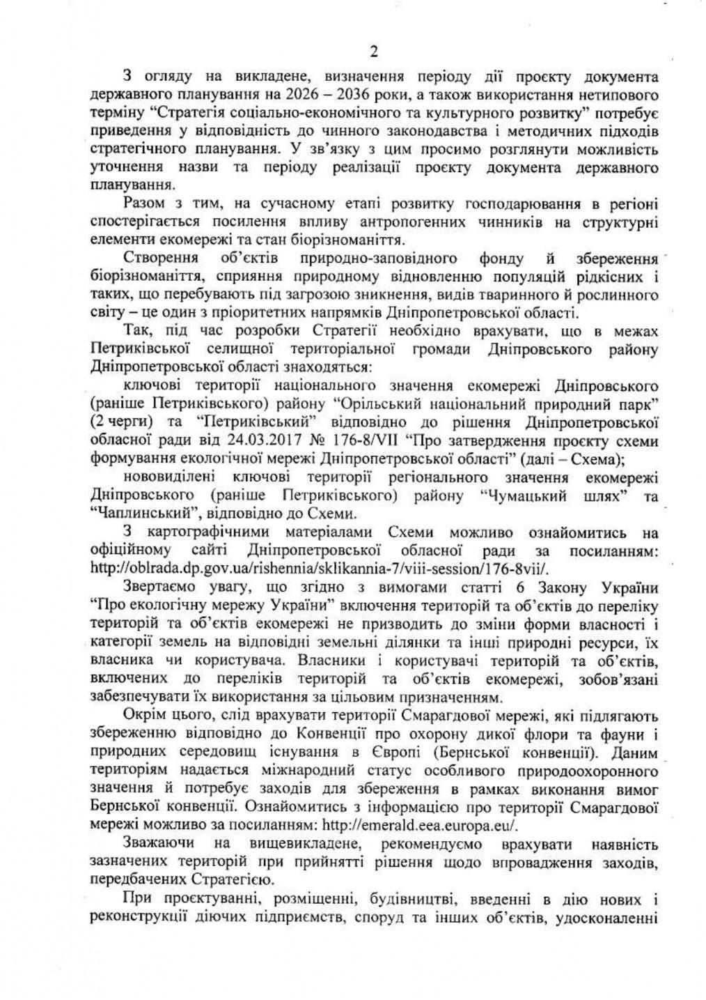 2
З огляду на викладене, визначення періоду дії проєкту документа
державного планування на 2026 – 2036 роки, а також використання нетипового
терміну “Стратегія соціально-економічного та культурного розвитку” потребує
приведення у відповідність до чинного законодавства і методичних підходів
стратегічного планування. У зв’язку з цим просимо розглянути можливість
уточнення назви та періоду реалізації проєкту документа державного
планування.
Разом з тим, на сучасному етапі розвитку господарювання в регіоні
спостерігається посилення впливу антропогенних чинників на структурні
елементи екомережі та стан біорізноманіття.
Створення об’єктів природно-заповідного фонду й збереження
біорізноманіття, сприяння природному відновленню популяцій рідкісних і
таких, що перебувають під загрозою зникнення, видів тваринного й рослинного
світу – це один з пріоритетних напрямків Дніпропетровської області.
Так, під час розробки Стратегії необхідно врахувати, що в межах
Петриківської селищної територіальної громади Дніпровського району
Дніпропетровської області знаходяться:
ключові території національного значення екомережі Дніпровського
(раніше Петриківського) району “Орільський національний природний парк”
(2 черги) та “Петриківський” відповідно до рішення Дніпропетровської
обласної ради від 24.03.2017 № 176-8/VII “Про затвердження проєкту схеми
формування екологічної мережі Дніпропетровської області” (далі – Схема);
нововиділені ключові території регіонального значення екомережі
Дніпровського (раніше Петриківського) району “Чумацький шлях” та
“Чаплинський”, відповідно до Схеми.
З картографічними матеріалами Схеми можливо ознайомитись на
офіційному сайті Дніпропетровської обласної ради за посиланням:
http://oblrada.dp.gov.ua/rishennia/sklikannia-7/viii-session/176-8vii/.
Звертаємо увагу, що згідно з вимогами статті 6 Закону України
“Про екологічну мережу України” включення територій та об’єктів до переліку
територій та об’єктів екомережі не призводить до зміни форми власності і
категорії земель на відповідні земельні ділянки та інші природні ресурси, їх
власника чи користувача. Власники і користувачі територій та об’єктів,
включених до переліків територій та об’єктів екомережі, зобов’язані
забезпечувати їх використання за цільовим призначенням.
Окрім цього, слід врахувати території Смарагдової мережі, які підлягають
збереженню відповідно до Конвенції про охорону дикої флори та фауни і
природних середовищ існування в Європі (Бернської конвенції). Даним
територіям надається міжнародний статус особливого природоохоронного
значення й потребує заходів для збереження в рамках виконання вимог
Бернської конвенції. Ознайомитись з інформацією про території Смарагдової
мережі можливо за посиланням: http://emerald.eea.europa.eu/.
Зважаючи на вищевикладене, рекомендуємо врахувати наявність
зазначених територій при прийнятті рішення щодо впровадження заходів,
передбачених Стратегією.
При проєктуванні, розміщенні, будівництві, введенні в дію нових і
реконструкції діючих підприємств, споруд та інших об’єктів, удосконаленні